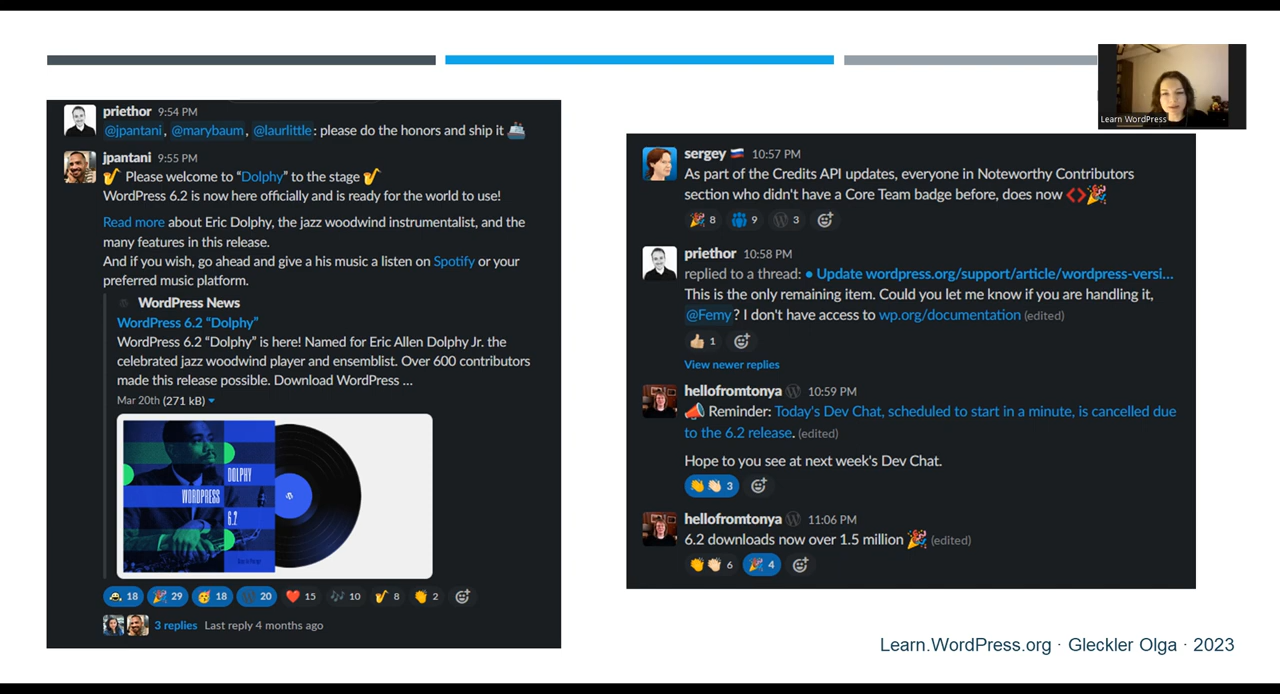 priethor 9:54 PM
@jpantani, @marybaum, @laurlittle: please do the honors and ship it
jpantani 9:55 PM
Please welcome to “Dolphy” to the stage
WordPress 6.2 is now here officially and is ready for the world to use!
Read more about Eric Dolphy, the jazz woodwind instrumentalist, and the
many features in this release.
And if you wish, go ahead and give a his music a listen on Spotify or your
preferred music platform.
WordPress News
WordPress 6.2 “Dolphy”
WordPress 6.2 “Dolphy” is here! Named for Eric Allen Dolphy Jr. the
celebrated jazz woodwind player and ensemblist. Over 600 contributors
made this release possible. Download WordPress ...
Mar 20th (271 kB)
DOLPHY
WORDPRESS
6.2
18 29 18 20 15 10 8 2
3 replies Last reply 4 months ago
Learn WordPress
sergey 10:57 PM
As part of the Credits API updates, everyone in Noteworthy Contributors
section who didn't have a Core Team badge before, does now
8 9 3
priethor 10:58 PM
replied to a thread: • Update wordpress.org/support/article/wordpress-versi...
This is the only remaining item. Could you let me know if you are handling it,
@Femy? I don't have access to wp.org/documentation (edited)
1
View newer replies
hellofromtonya 10:59 PM
Reminder: Today's Dev Chat, scheduled to start in a minute, is cancelled due
to the 6.2 release. (edited)
Hope to you see at next week's Dev Chat.
3
hellofromtonya 11:06 PM
6.2 downloads now over 1.5 million (edited)
6 4
Learn.WordPress.org · Gleckler Olga · 2023